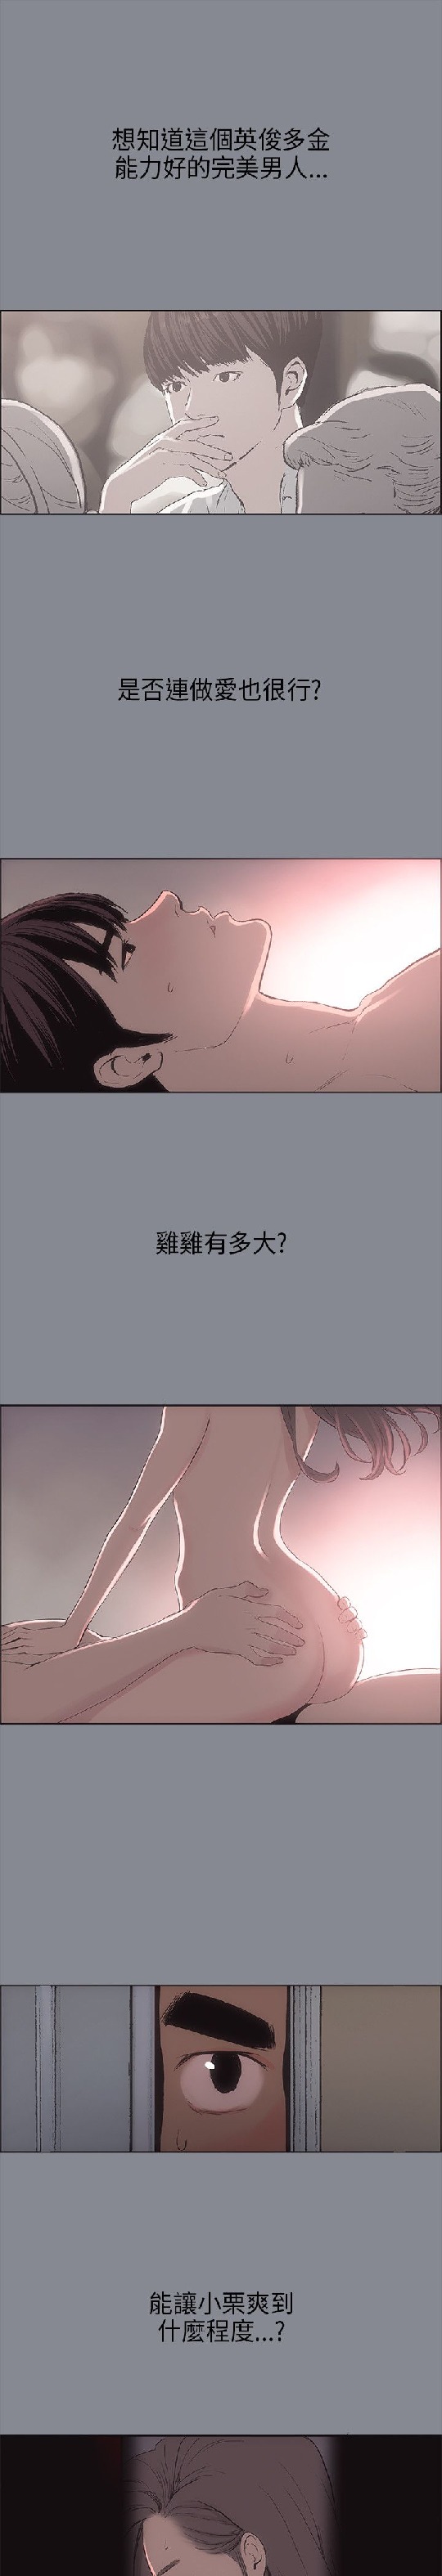 想知道這個英俊多金
能力好的完美男人...
是否連做愛也很行?
雞雞有多大?
能讓小栗爽到
什麼程度...?